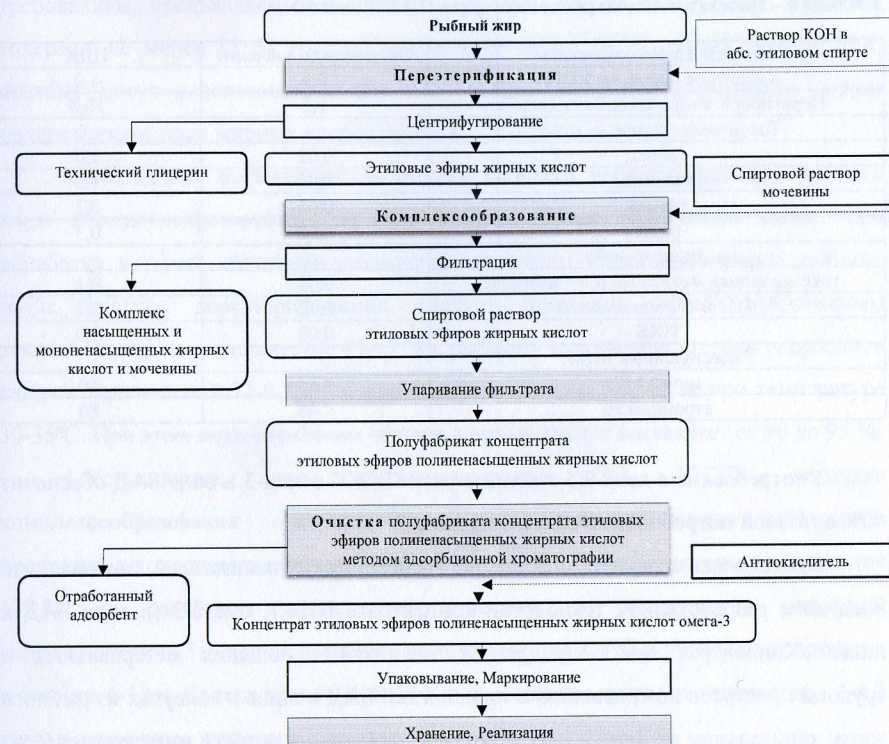 Рыбный жир
Раствор КОН в
абс. этиловом спирте
Переэтерификация
Центрифугирование
Технический глицерин
Этиловые эфиры жирных кислот
Спиртовой раствор
мочевины
Комплексообразование
Фильтрация
Комплекс
насыщенных и
мононенасыщенных жирных
кислот и мочевины
Спиртовой раствор
этиловых эфиров жирных кислот
Упаривание фильтрата
Полуфабрикат концентрата
этиловых эфиров полиненасыщенных жирных кислот
Очистка полуфабриката концентрата этиловых
эфиров полиненасыщенных жирных кислот
методом адсорбционной хроматографии
Антиокислитель
Отработанный
адсорбент
Концентрат этиловых эфиров полиненасыщенных жирных кислот омега-3
Упаковывание, Маркирование
Хранение, Реализация